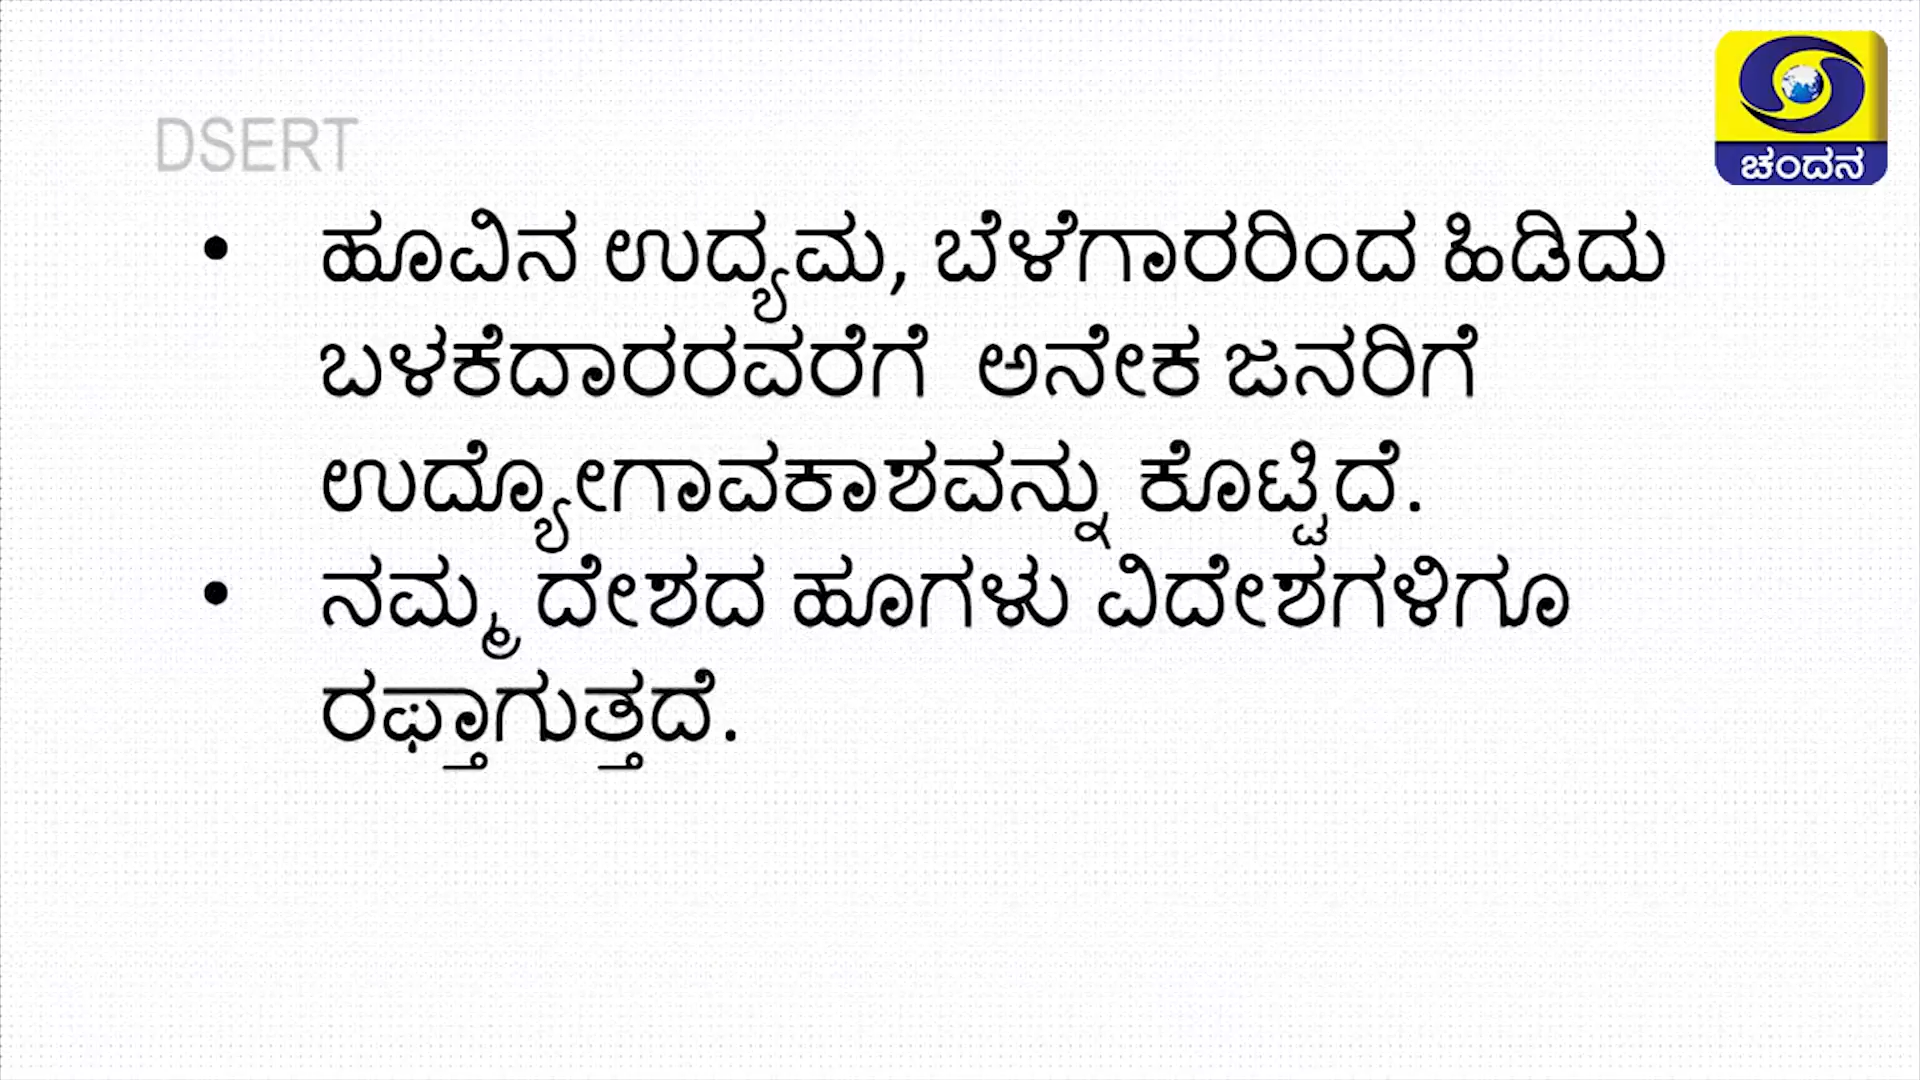 DSERT
ಚಂದನ
• ಹೂವಿನ ಉದ್ಯಮ, ಬೆಳೆಗಾರರಿಂದ ಹಿಡಿದು
ಬಳಕೆದಾರರವರೆಗೆ ಅನೇಕ ಜನರಿಗೆ
ಉದ್ಯೋಗಾವಕಾಶವನ್ನು ಕೊಟ್ಟಿದೆ.
• ನಮ್ಮ ದೇಶದ ಹೂಗಳು ವಿದೇಶಗಳಿಗೂ
ರಫ್ತಾಗುತ್ತದೆ.